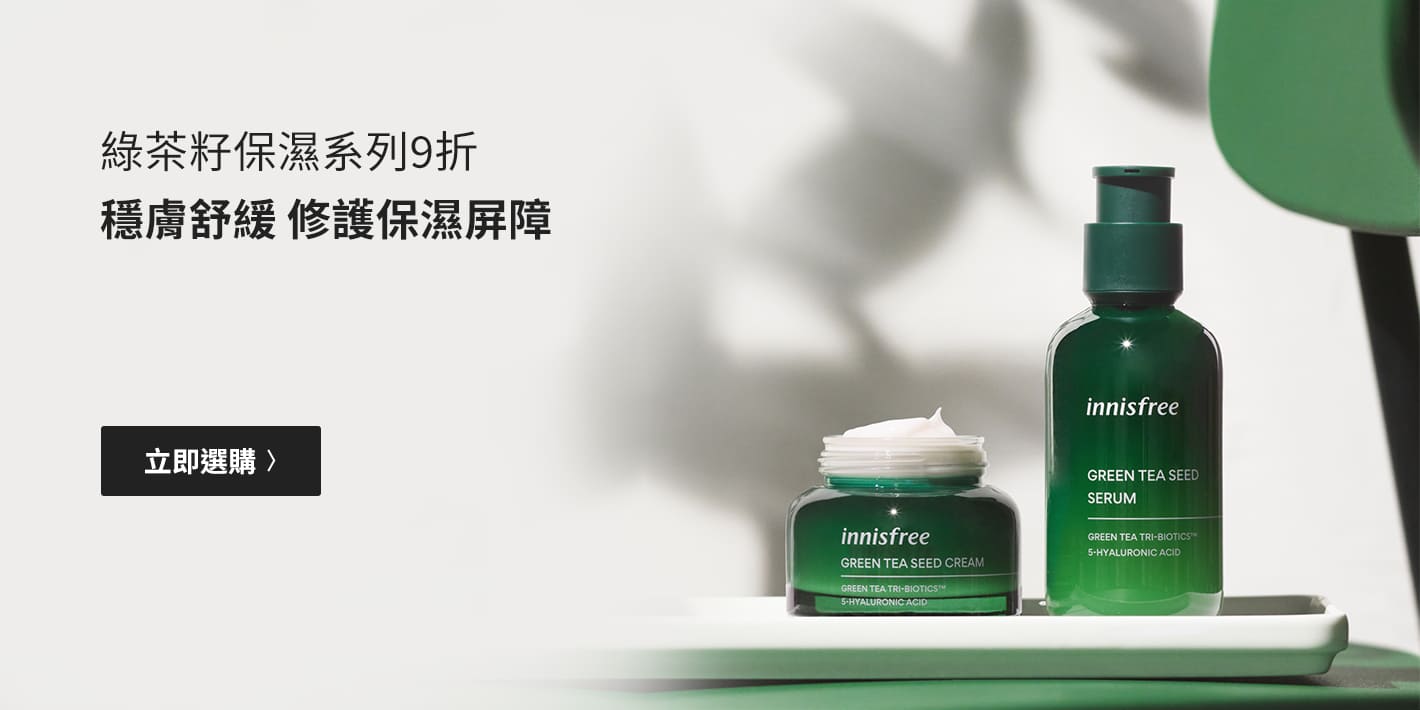 綠茶籽保濕系列9折
穩膚舒緩 修護保濕屏障
立即選購 〉
innisfree
GREEN TEA SEED CREAM
GREEN TEA TRI-BIOTICS™
5-HYALURONIC ACID
innisfree
GREEN TEA SEED
SERUM
GREEN TEA TRI-BIOTICS™
5-HYALURONIC ACID